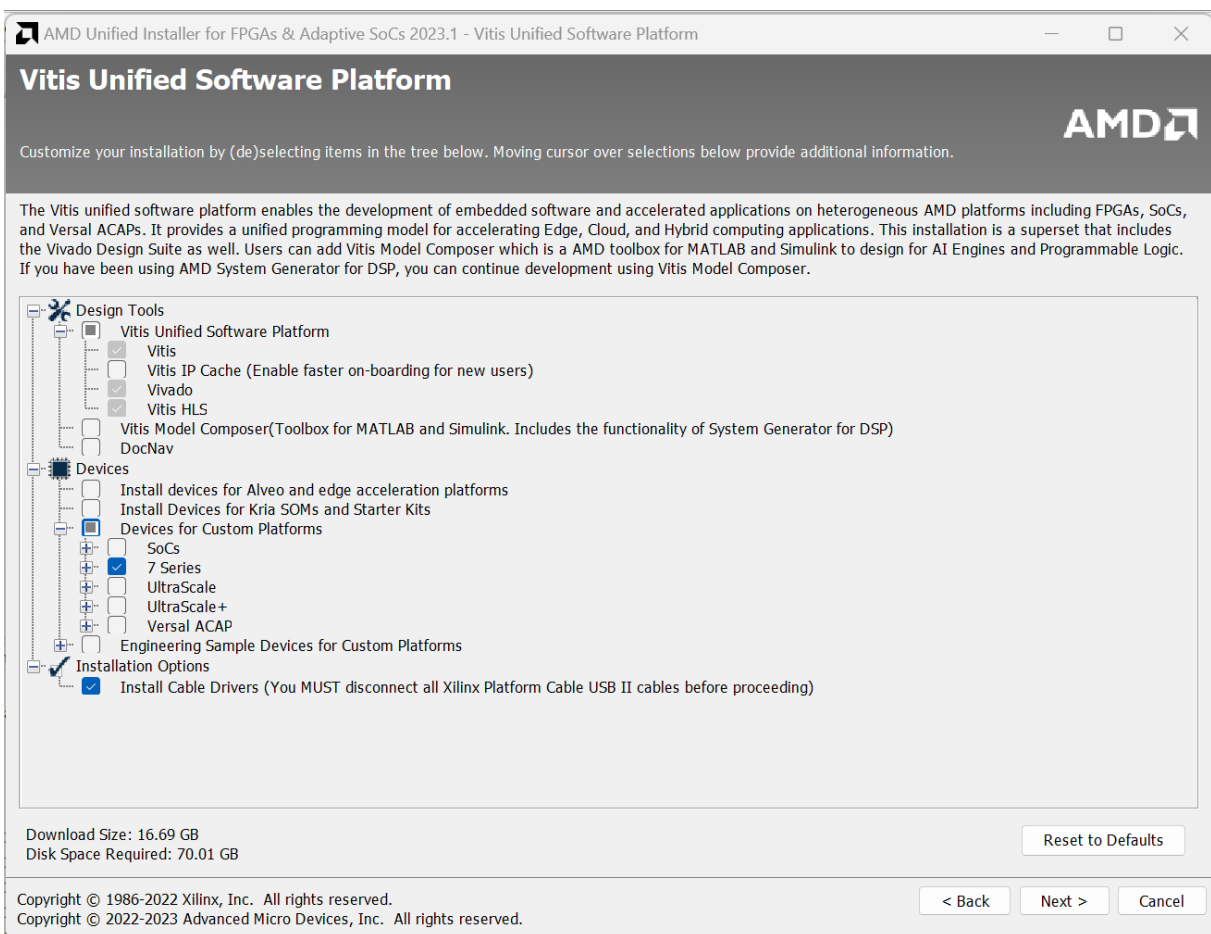 AMD Unified Installer for FPGAs & Adaptive SoCs 2023.1 - Vitis Unified Software Platform
Vitis Unified Software Platform
AMD
Customize your installation by (de)selecting items in the tree below. Moving cursor over selections below provide additional information.
The Vitis unified software platform enables the development of embedded software and accelerated applications on heterogeneous AMD platforms including FPGAs, SoCs,
and Versal ACAPs. It provides a unified programming model for accelerating Edge, Cloud, and Hybrid computing applications. This installation is a superset that includes
the Vivado Design Suite as well. Users can add Vitis Model Composer which is a AMD toolbox for MATLAB and Simulink to design for AI Engines and Programmable Logic.
If you have been using AMD System Generator for DSP, you can continue development using Vitis Model Composer.
Design Tools
Vitis Unified Software Platform
Vitis
Vitis IP Cache (Enable faster on-boarding for new users)
Vivado
Vitis HLS
Vitis Model Composer(Toolbox for MATLAB and Simulink. Includes the functionality of System Generator for DSP)
DocNav
Devices
Install devices for Alveo and edge acceleration platforms
Install Devices for Kria SOMs and Starter Kits
Devices for Custom Platforms
SoCs
7 Series
UltraScale
UltraScale+
Versal ACAP
Engineering Sample Devices for Custom Platforms
Installation Options
Install Cable Drivers (You MUST disconnect all Xilinx Platform Cable USB II cables before proceeding)
Download Size: 16.69 GB
Disk Space Required: 70.01 GB
Reset to Defaults
Copyright © 1986-2022 Xilinx, Inc.  All rights reserved.
Copyright © 2022-2023 Advanced Micro Devices, Inc.  All rights reserved.
< Back
Next >
Cancel